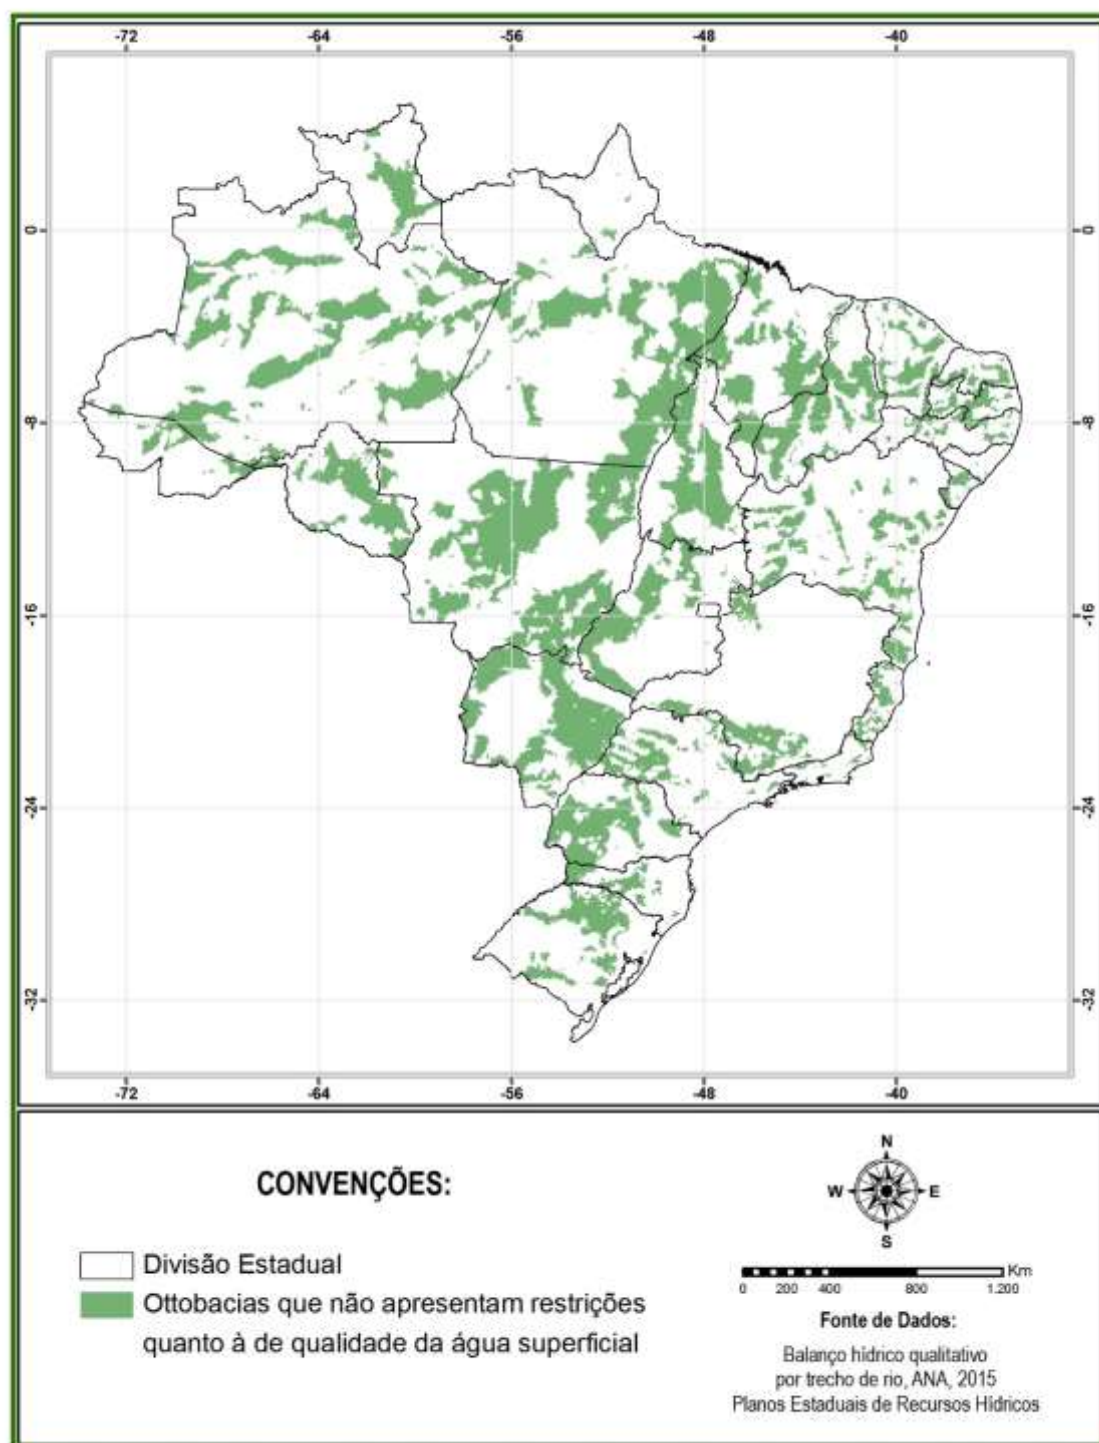 -72 -64 -56 -48 -40
0 0
-8 -8
-16 -16
-24 -24
-32 -32
-72 -64 -56 -48 -40
CONVENÇÕES:
Divisão Estadual
Ottobacias que não apresentam restrições
quanto à de qualidade da água superficial
N
W E
S
Km
0 200 400 800 1.200
Fonte de Dados:
Balanço hídrico qualitativo
por trecho de rio, ANA, 2015
Planos Estaduais de Recursos Hídricos